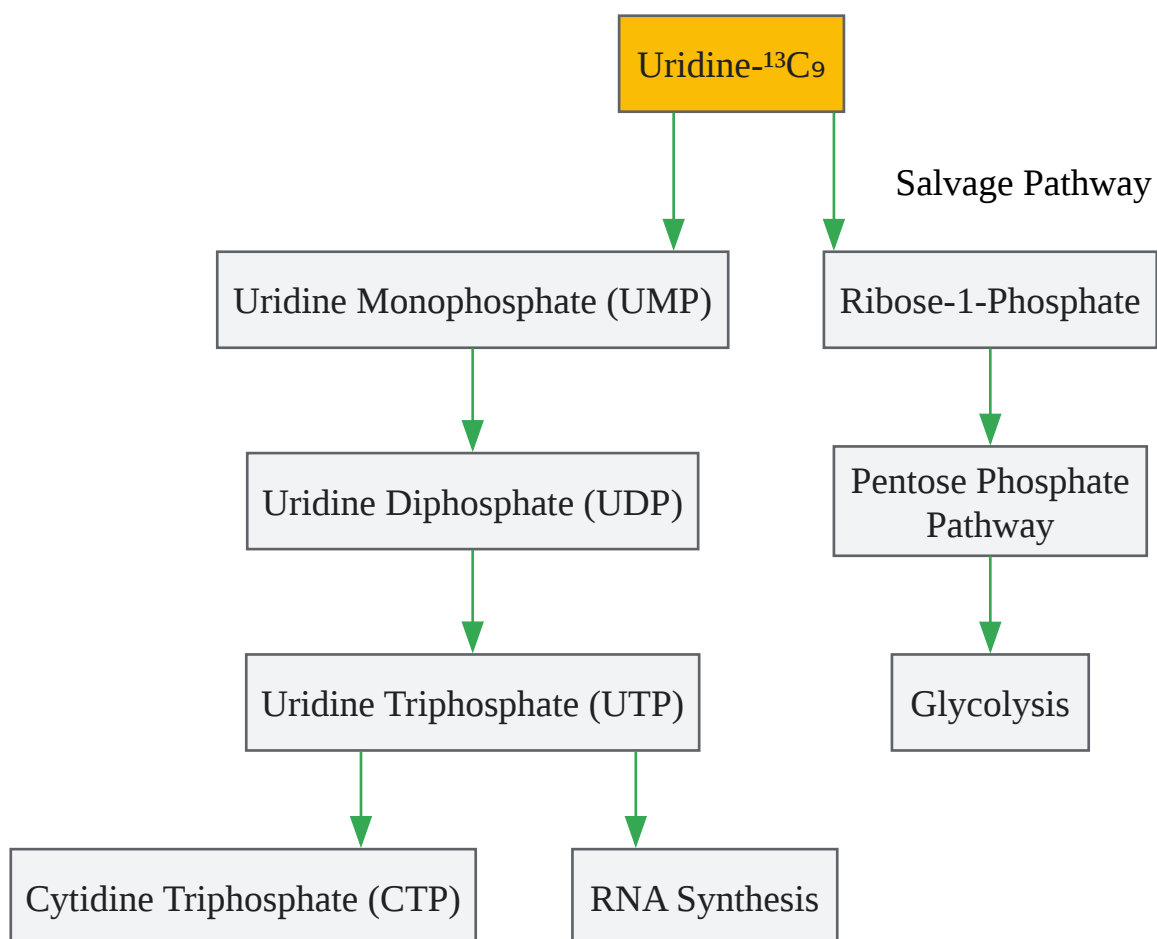 Uridine-¹³C₉
Salvage Pathway
Uridine Monophosphate (UMP)
Ribose-1-Phosphate
Uridine Diphosphate (UDP)
Pentose Phosphate
Pathway
Uridine Triphosphate (UTP)
Glycolysis
Cytidine Triphosphate (CTP)
RNA Synthesis